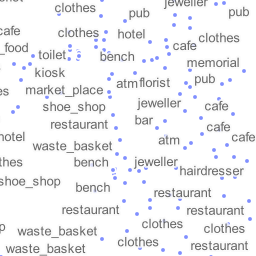 clothes
jeweller
pub
pub
cafe
clothes
hotel
clothes
cafe
_food
toilet
bench
memorial
kiosk
pub
es
market_place
atm
florist
shoe_shop
jeweller
cafe
restaurant
bar
cafe
hotel
cafe
waste_basket
atm
thes
bench
jeweller
hairdresser
shoe_shop
bench
restaurant
restaurant
restaurant
p
waste_basket
clothes
clothes
clothes
restaurant
waste_basket